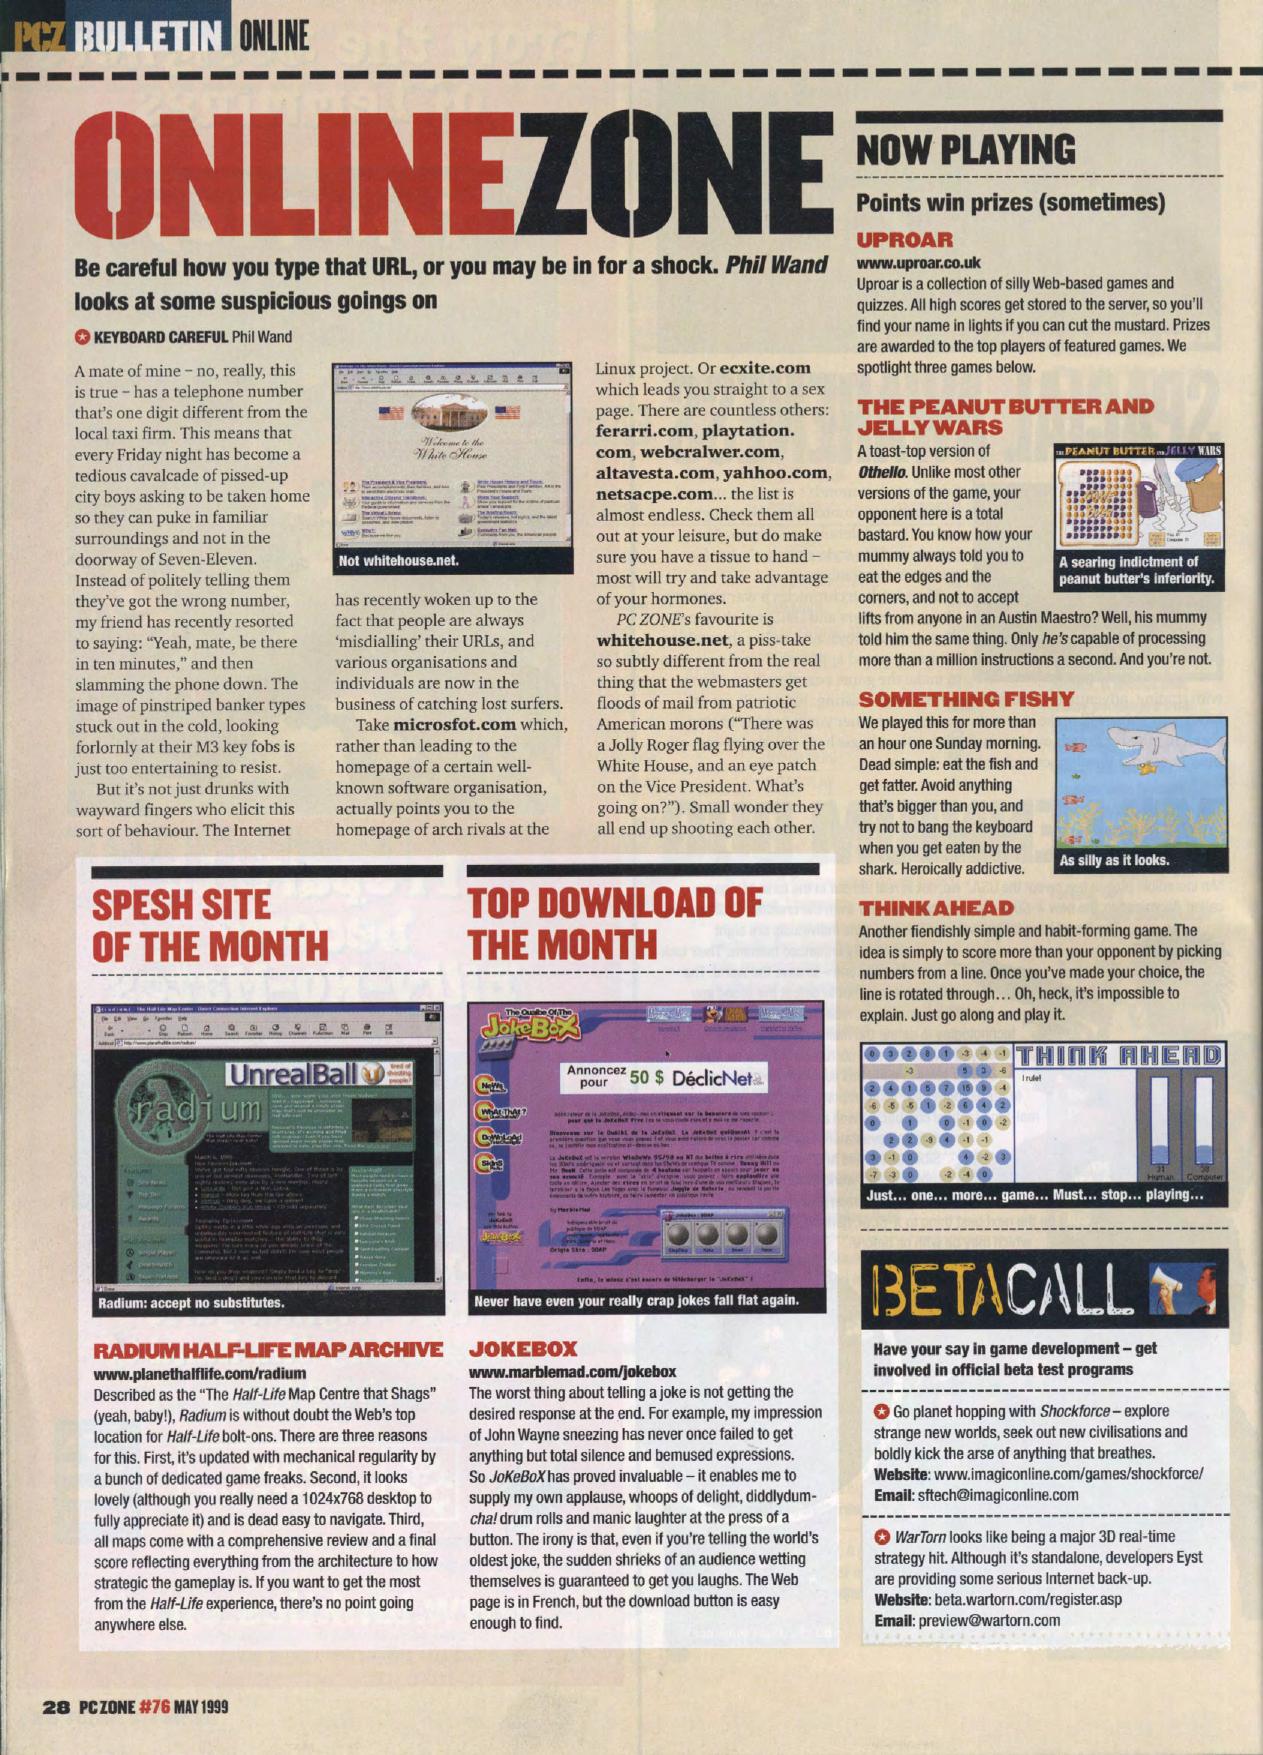 PCZ BULLETIN ONLINE
ONLINEZONE
Be careful how you type that URL, or you may be in for a shock. Phil Wand
looks at some suspicious goings on
KEYBOARD CAREFUL Phil Wand
A mate of mine – no, really, this
is true – has a telephone number
that's one digit different from the
local taxi firm. This means that
every Friday night has become a
tedious cavalcade of pissed-up
city boys asking to be taken home
so they can puke in familiar
surroundings and not in the
doorway of Seven-Eleven.
Instead of politely telling them
they've got the wrong number,
my friend has recently resorted
to saying: "Yeah, mate, be there
in ten minutes," and then
slamming the phone down. The
image of pinstriped banker types
stuck out in the cold, looking
forlornly at their M3 key fobs is
just too entertaining to resist.
But it's not just drunks with
wayward fingers who elicit this
sort of behaviour. The Internet
Welcome to the
White House
Not whitehouse.net.
has recently woken up to the
fact that people are always
'misdialling' their URLs, and
various organisations and
individuals are now in the
business of catching lost surfers.
Take microsfot.com which,
rather than leading to the
homepage of a certain well-
known software organisation,
actually points you to the
homepage of arch rivals at the
Linux project. Or ecxite.com
which leads you straight to a sex
page. There are countless others:
ferarri.com, playtation.
com, webcralwer.com,
altavesta.com, yahhoo.com,
netsacpe.com... the list is
almost endless. Check them all
out at your leisure, but do make
sure you have a tissue to hand –
most will try and take advantage
of your hormones.
PC ZONE's favourite is
whitehouse.net, a piss-take
so subtly different from the real
thing that the webmasters get
floods of mail from patriotic
American morons ("There was
a Jolly Roger flag flying over the
White House, and an eye patch
on the Vice President. What's
going on?"). Small wonder they
all end up shooting each other.
SPESH SITE
OF THE MONTH
UnrealBall
radium
Radium: accept no substitutes.
RADIUM HALF-LIFE MAP ARCHIVE
www.planethalflife.com/radium
Described as the "The Half-Life Map Centre that Shags"
(yeah, baby!), Radium is without doubt the Web's top
location for Half-Life bolt-ons. There are three reasons
for this. First, it's updated with mechanical regularity by
a bunch of dedicated game freaks. Second, it looks
lovely (although you really need a 1024x768 desktop to
fully appreciate it) and is dead easy to navigate. Third,
all maps come with a comprehensive review and a final
score reflecting everything from the architecture to how
strategic the gameplay is. If you want to get the most
from the Half-Life experience, there's no point going
anywhere else.
TOP DOWNLOAD OF
THE MONTH
JoKeBoX
Annoncez
pour 50 $ DéclicNet
News
What That?
Download
Skins
Never have even your really crap jokes fall flat again.
JOKEBOX
www.marblemad.com/jokebox
The worst thing about telling a joke is not getting the
desired response at the end. For example, my impression
of John Wayne sneezing has never once failed to get
anything but total silence and bemused expressions.
So JoKeBoX has proved invaluable – it enables me to
supply my own applause, whoops of delight, diddlydum-
cha! drum rolls and manic laughter at the press of a
button. The irony is that, even if you're telling the world's
oldest joke, the sudden shrieks of an audience wetting
themselves is guaranteed to get you laughs. The Web
page is in French, but the download button is easy
enough to find.
NOW PLAYING
Points win prizes (sometimes)
UPROAR
www.uproar.co.uk
Uproar is a collection of silly Web-based games and
quizzes. All high scores get stored to the server, so you'll
find your name in lights if you can cut the mustard. Prizes
are awarded to the top players of featured games. We
spotlight three games below.
THE PEANUT BUTTER AND
JELLY WARS
A toast-top version of
Othello. Unlike most other
versions of the game, your
opponent here is a total
bastard. You know how your
mummy always told you to
eat the edges and the
corners, and not to accept
lifts from anyone in an Austin Maestro? Well, his mummy
told him the same thing. Only he's capable of processing
more than a million instructions a second. And you're not.
THE PEANUT BUTTER AND JELLY WARS
A searing indictment of
peanut butter's inferiority.
SOMETHING FISHY
We played this for more than
an hour one Sunday morning.
Dead simple: eat the fish and
get fatter. Avoid anything
that's bigger than you, and
try not to bang the keyboard
when you get eaten by the
shark. Heroically addictive.
As silly as it looks.
THINK AHEAD
Another fiendishly simple and habit-forming game. The
idea is simply to score more than your opponent by picking
numbers from a line. Once you've made your choice, the
line is rotated through... Oh, heck, it's impossible to
explain. Just go along and play it.
THINK AHEAD
I rule!
Human Computer
Just... one... more... game... Must... stop... playing...
BETACALL
Have your say in game development – get
involved in official beta test programs
Go planet hopping with Shockforce – explore
strange new worlds, seek out new civilisations and
boldly kick the arse of anything that breathes.
Website: www.imagiconline.com/games/shockforce/
Email: sftech@imagiconline.com
WarTorn looks like being a major 3D real-time
strategy hit. Although it's standalone, developers Eyst
are providing some serious Internet back-up.
Website: beta.wartorn.com/register.asp
Email: preview@wartorn.com
28 PC ZONE #76 MAY 1999